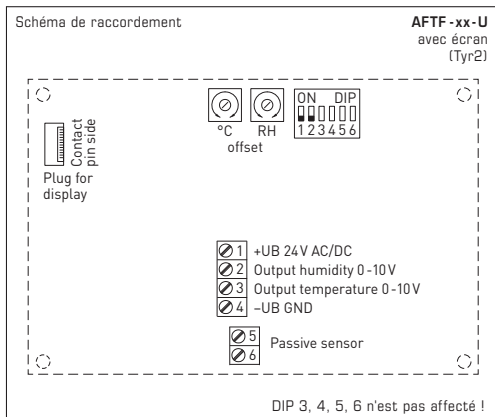 Schéma de raccordement
AFTF-xx-U
avec écran
(Tyr2)
ON DIP
1 2 3 4 5 6
°C RH
offset
Contact
pin side
Plug for
display
1 +UB 24V AC/DC
2 Output humidity 0-10V
3 Output temperature 0-10V
4 –UB GND
5
6
Passive sensor
DIP 3, 4, 5, 6 n'est pas affecté !